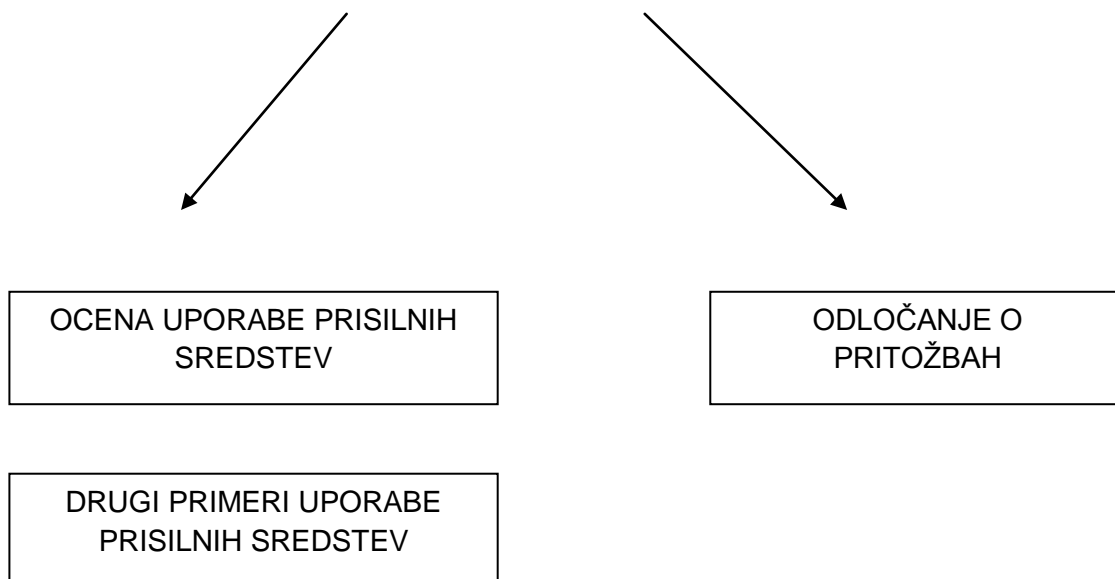 OCENA UPORABE PRISILNIH
SREDSTEV
ODLOČANJE O
PRITOŽBAH
DRUGI PRIMERI UPORABE
PRISILNIH SREDSTEV